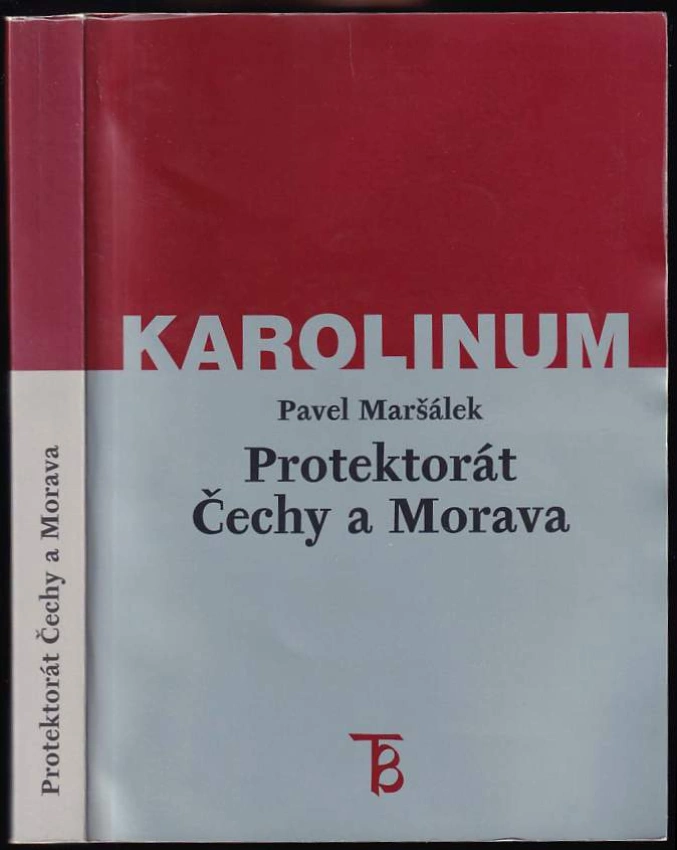 Protektorát Čechy a Morava
KAROLINUM
Pavel Maršálek
Protektorát
Čechy a Morava